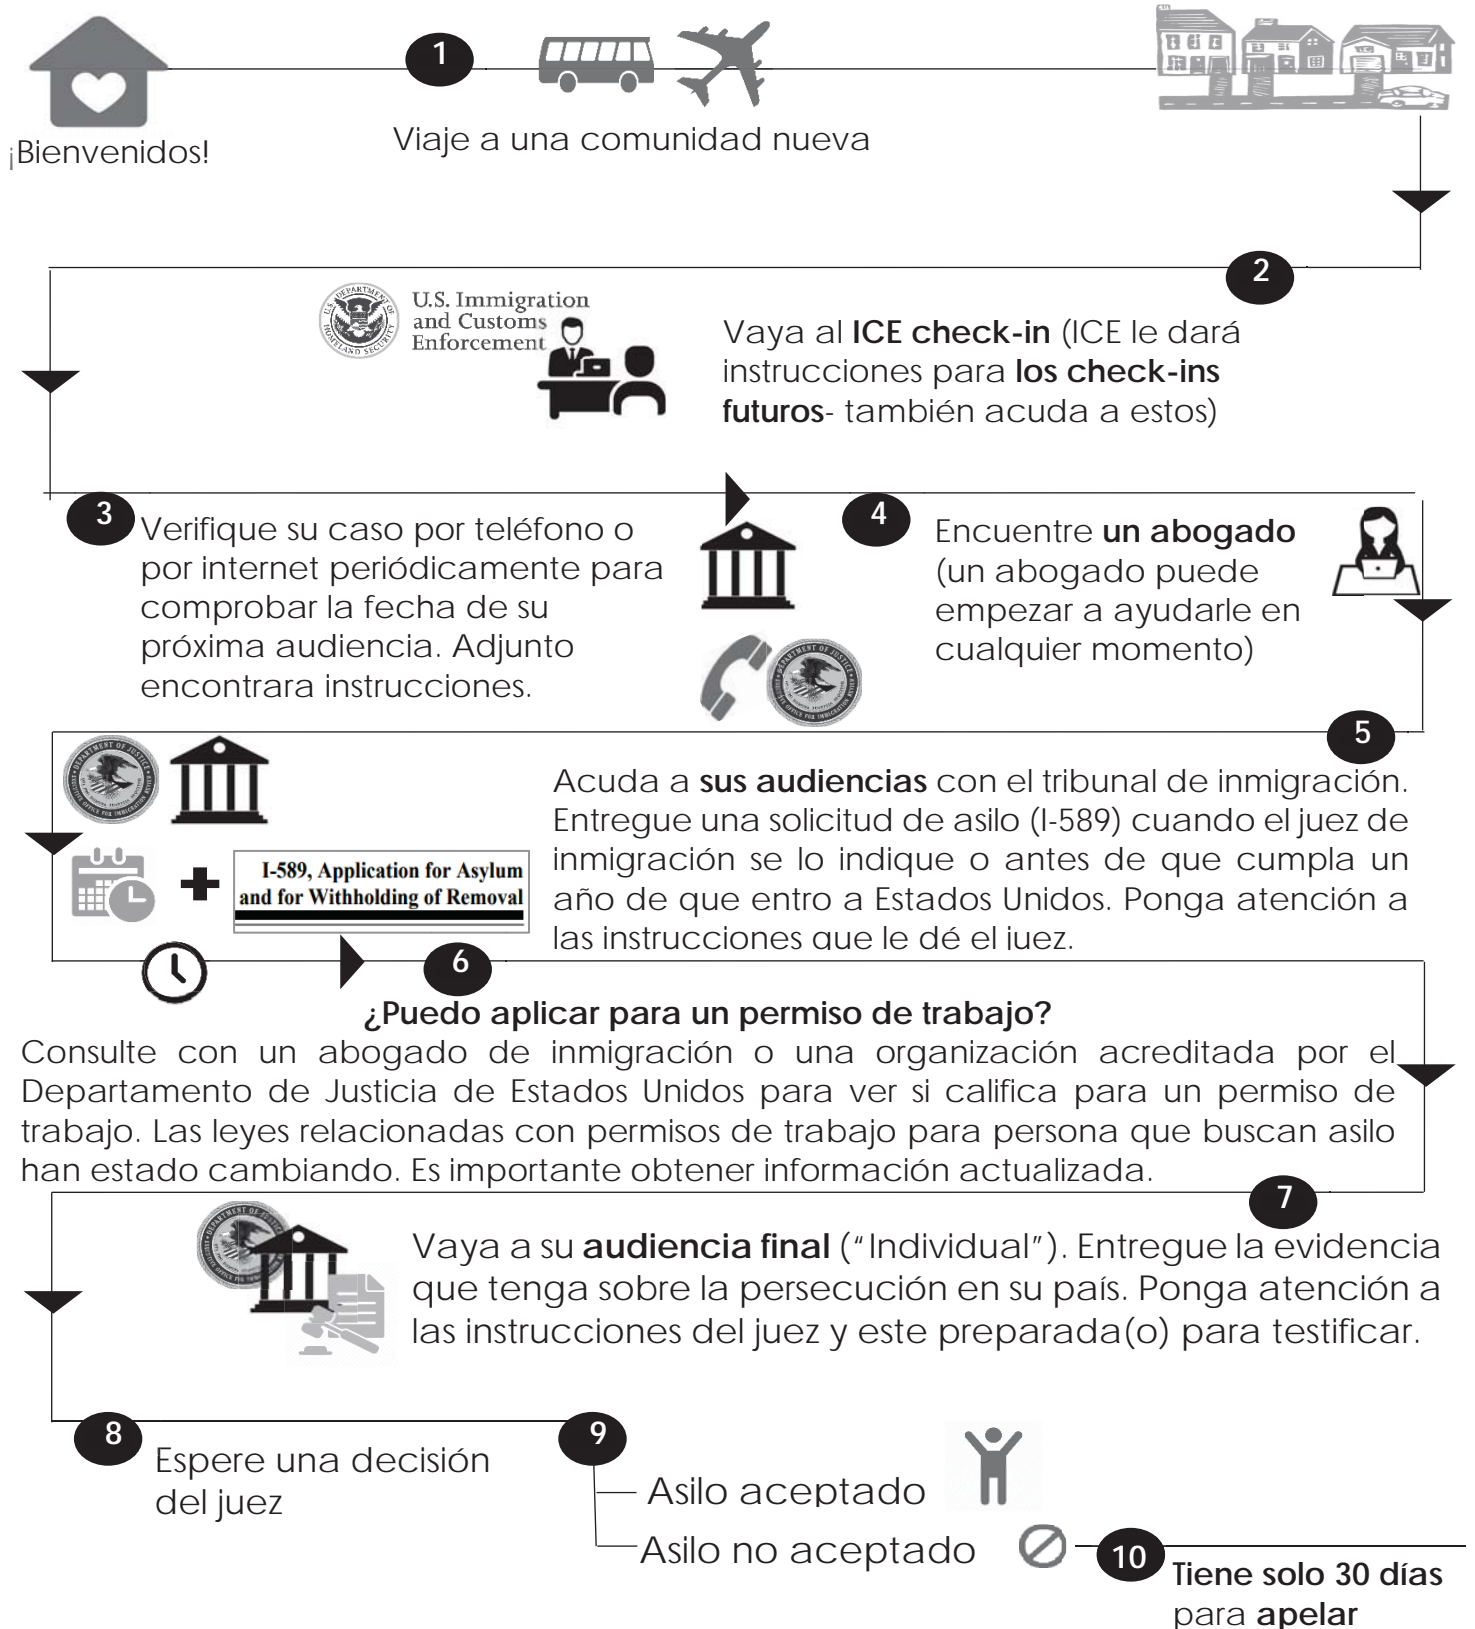 1
¡Bienvenidos!
Viaje a una comunidad nueva
2
U.S. Immigration
and Customs
Enforcement
Vaya al ICE check-in (ICE le dará
instrucciones para los check-ins
futuros- también acuda a estos)
3
Verifique su caso por teléfono o
por internet periódicamente para
comprobar la fecha de su
próxima audiencia. Adjunto
encontrara instrucciones.
4
Encuentre un abogado
(un abogado puede
empezar a ayudarle en
cualquier momento)
5
Acuda a sus audiencias con el tribunal de inmigración.
Entregue una solicitud de asilo (I-589) cuando el juez de
inmigración se lo indique o antes de que cumpla un
año de que entro a Estados Unidos. Ponga atención a
las instrucciones que le dé el juez.
I-589, Application for Asylum
and for Withholding of Removal
6
¿Puedo aplicar para un permiso de trabajo?
Consulte con un abogado de inmigración o una organización acreditada por el
Departamento de Justicia de Estados Unidos para ver si califica para un permiso de
trabajo. Las leyes relacionadas con permisos de trabajo para persona que buscan asilo
han estado cambiando. Es importante obtener información actualizada.
7
Vaya a su audiencia final ("Individual"). Entregue la evidencia
que tenga sobre la persecución en su país. Ponga atención a
las instrucciones del juez y este preparada(o) para testificar.
8
Espere una decisión
del juez
9
Asilo aceptado
Asilo no aceptado
10
Tiene solo 30 días
para apelar